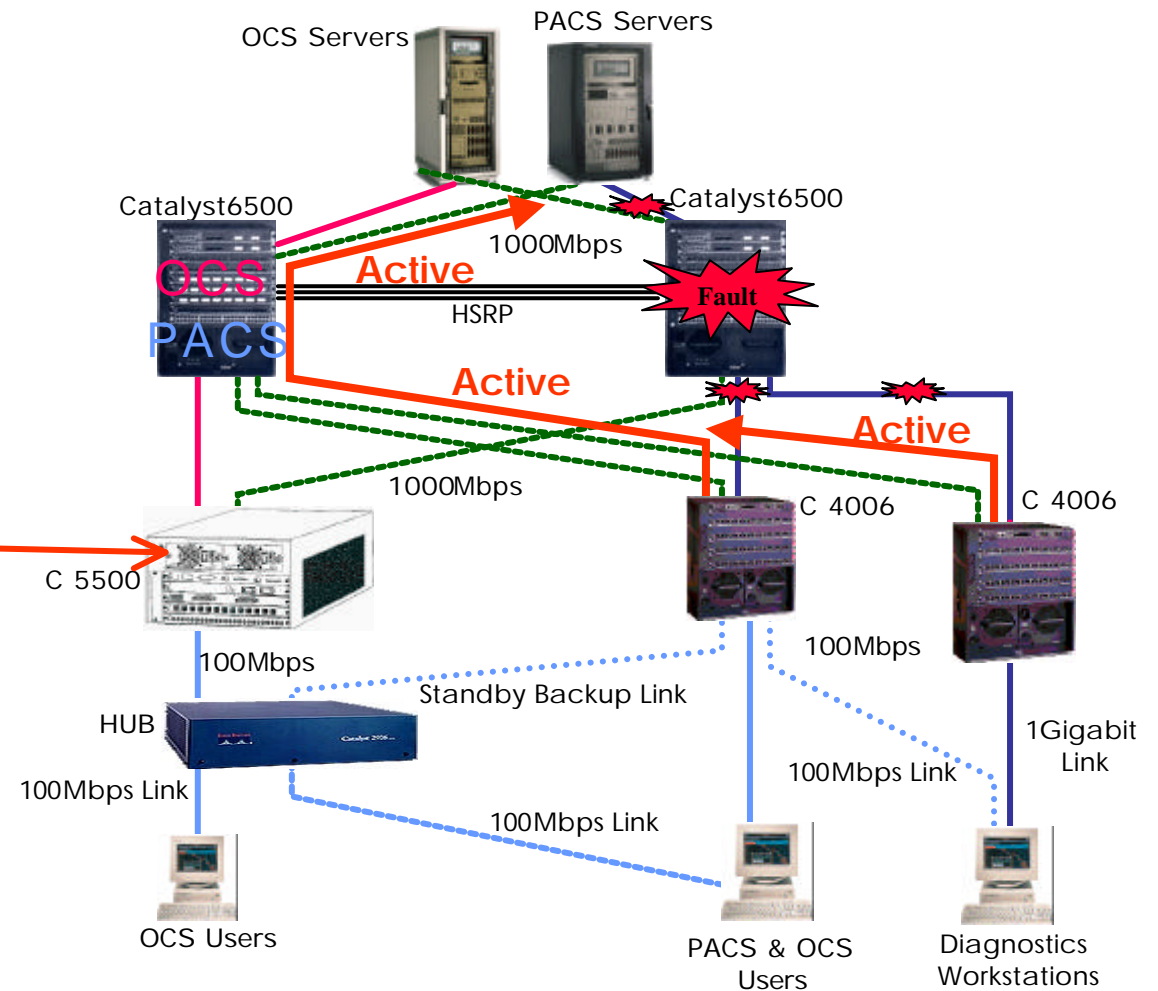 OCS Servers
PACS Servers
Catalyst6500
Catalyst6500
1000Mbps
Active
OCS
PACS
HSRP
Fault
Active
Active
1000Mbps
C 4006
C 4006
C 5500
100Mbps
100Mbps
Standby Backup Link
HUB
Catalyst 2926
1Gigabit
Link
100Mbps Link
100Mbps Link
100Mbps Link
OCS Users
PACS & OCS
Users
Diagnostics
Workstations